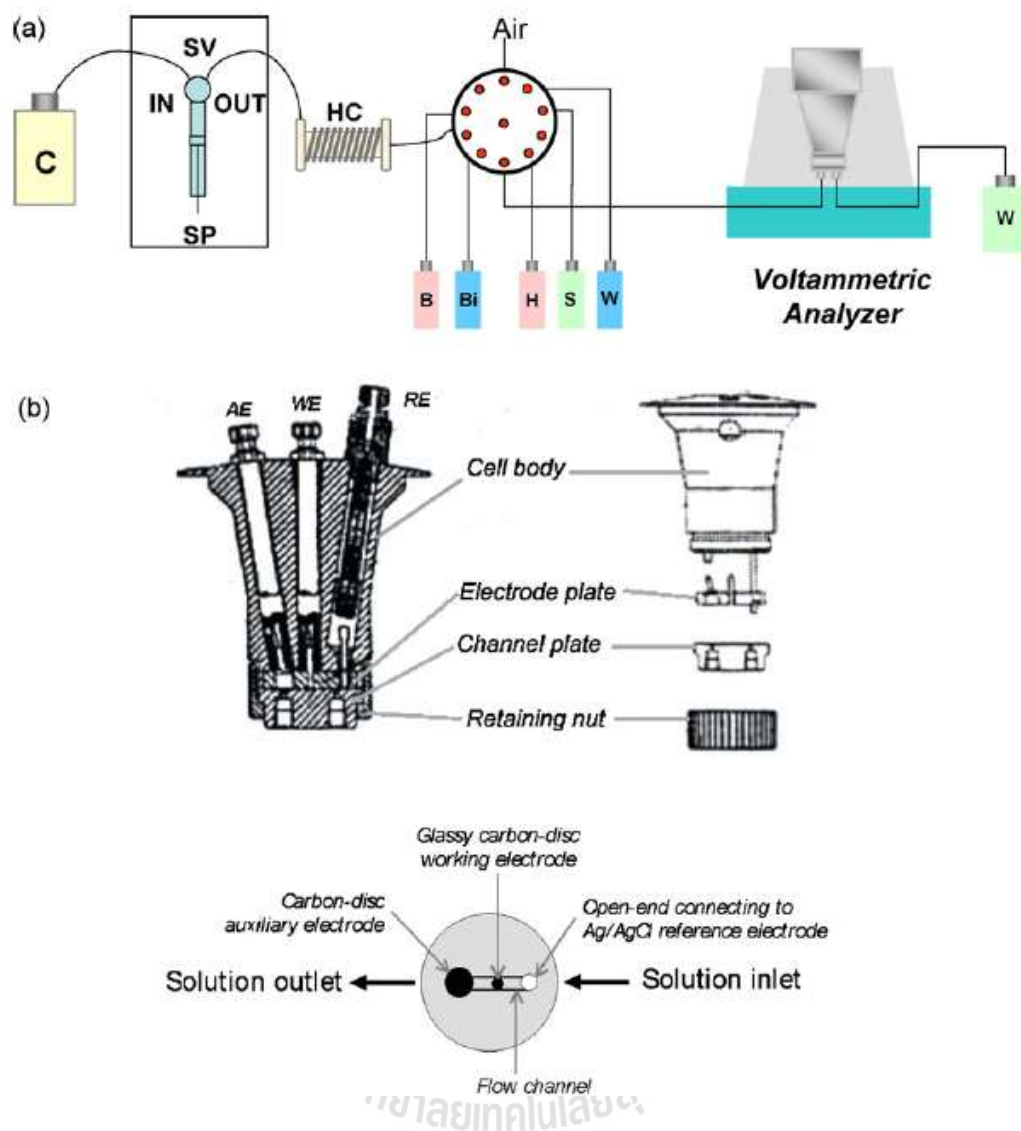 (a)
Air
SV
IN OUT
HC
C
SP
B Bi H S W
W
Voltammetric
Analyzer
(b)
AE WE RE
Cell body
Electrode plate
Channel plate
Retaining nut
Glassy carbon-disc
working electrode
Carbon-disc
auxiliary electrode
Open-end connecting to
Ag/AgCl reference electrode
Solution outlet
Solution inlet
Flow channel